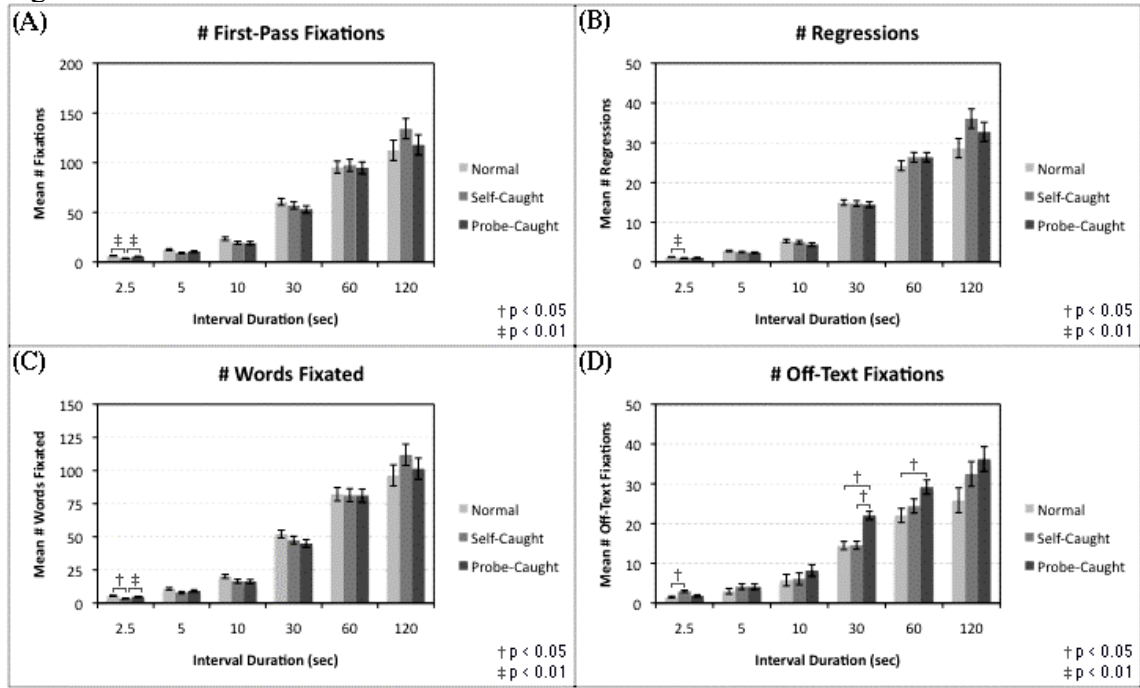 (A)
# First-Pass Fixations
Mean # Fixations
200
150
100
50
0
‡ ‡
2.5 5 10 30 60 120
Interval Duration (sec)
Normal
Self-Caught
Probe-Caught
† p < 0.05
‡ p < 0.01
(B)
# Regressions
Mean # Regressions
50
40
30
20
10
0
‡
2.5 5 10 30 60 120
Interval Duration (sec)
Normal
Self-Caught
Probe-Caught
† p < 0.05
‡ p < 0.01
(C)
# Words Fixated
Mean # Words Fixated
150
125
100
75
50
25
0
† ‡
2.5 5 10 30 60 120
Interval Duration (sec)
Normal
Self-Caught
Probe-Caught
† p < 0.05
‡ p < 0.01
(D)
# Off-Text Fixations
Mean # Off-Text Fixations
50
40
30
20
10
0
†
†
†
†
2.5 5 10 30 60 120
Interval Duration (sec)
Normal
Self-Caught
Probe-Caught
† p < 0.05
‡ p < 0.01